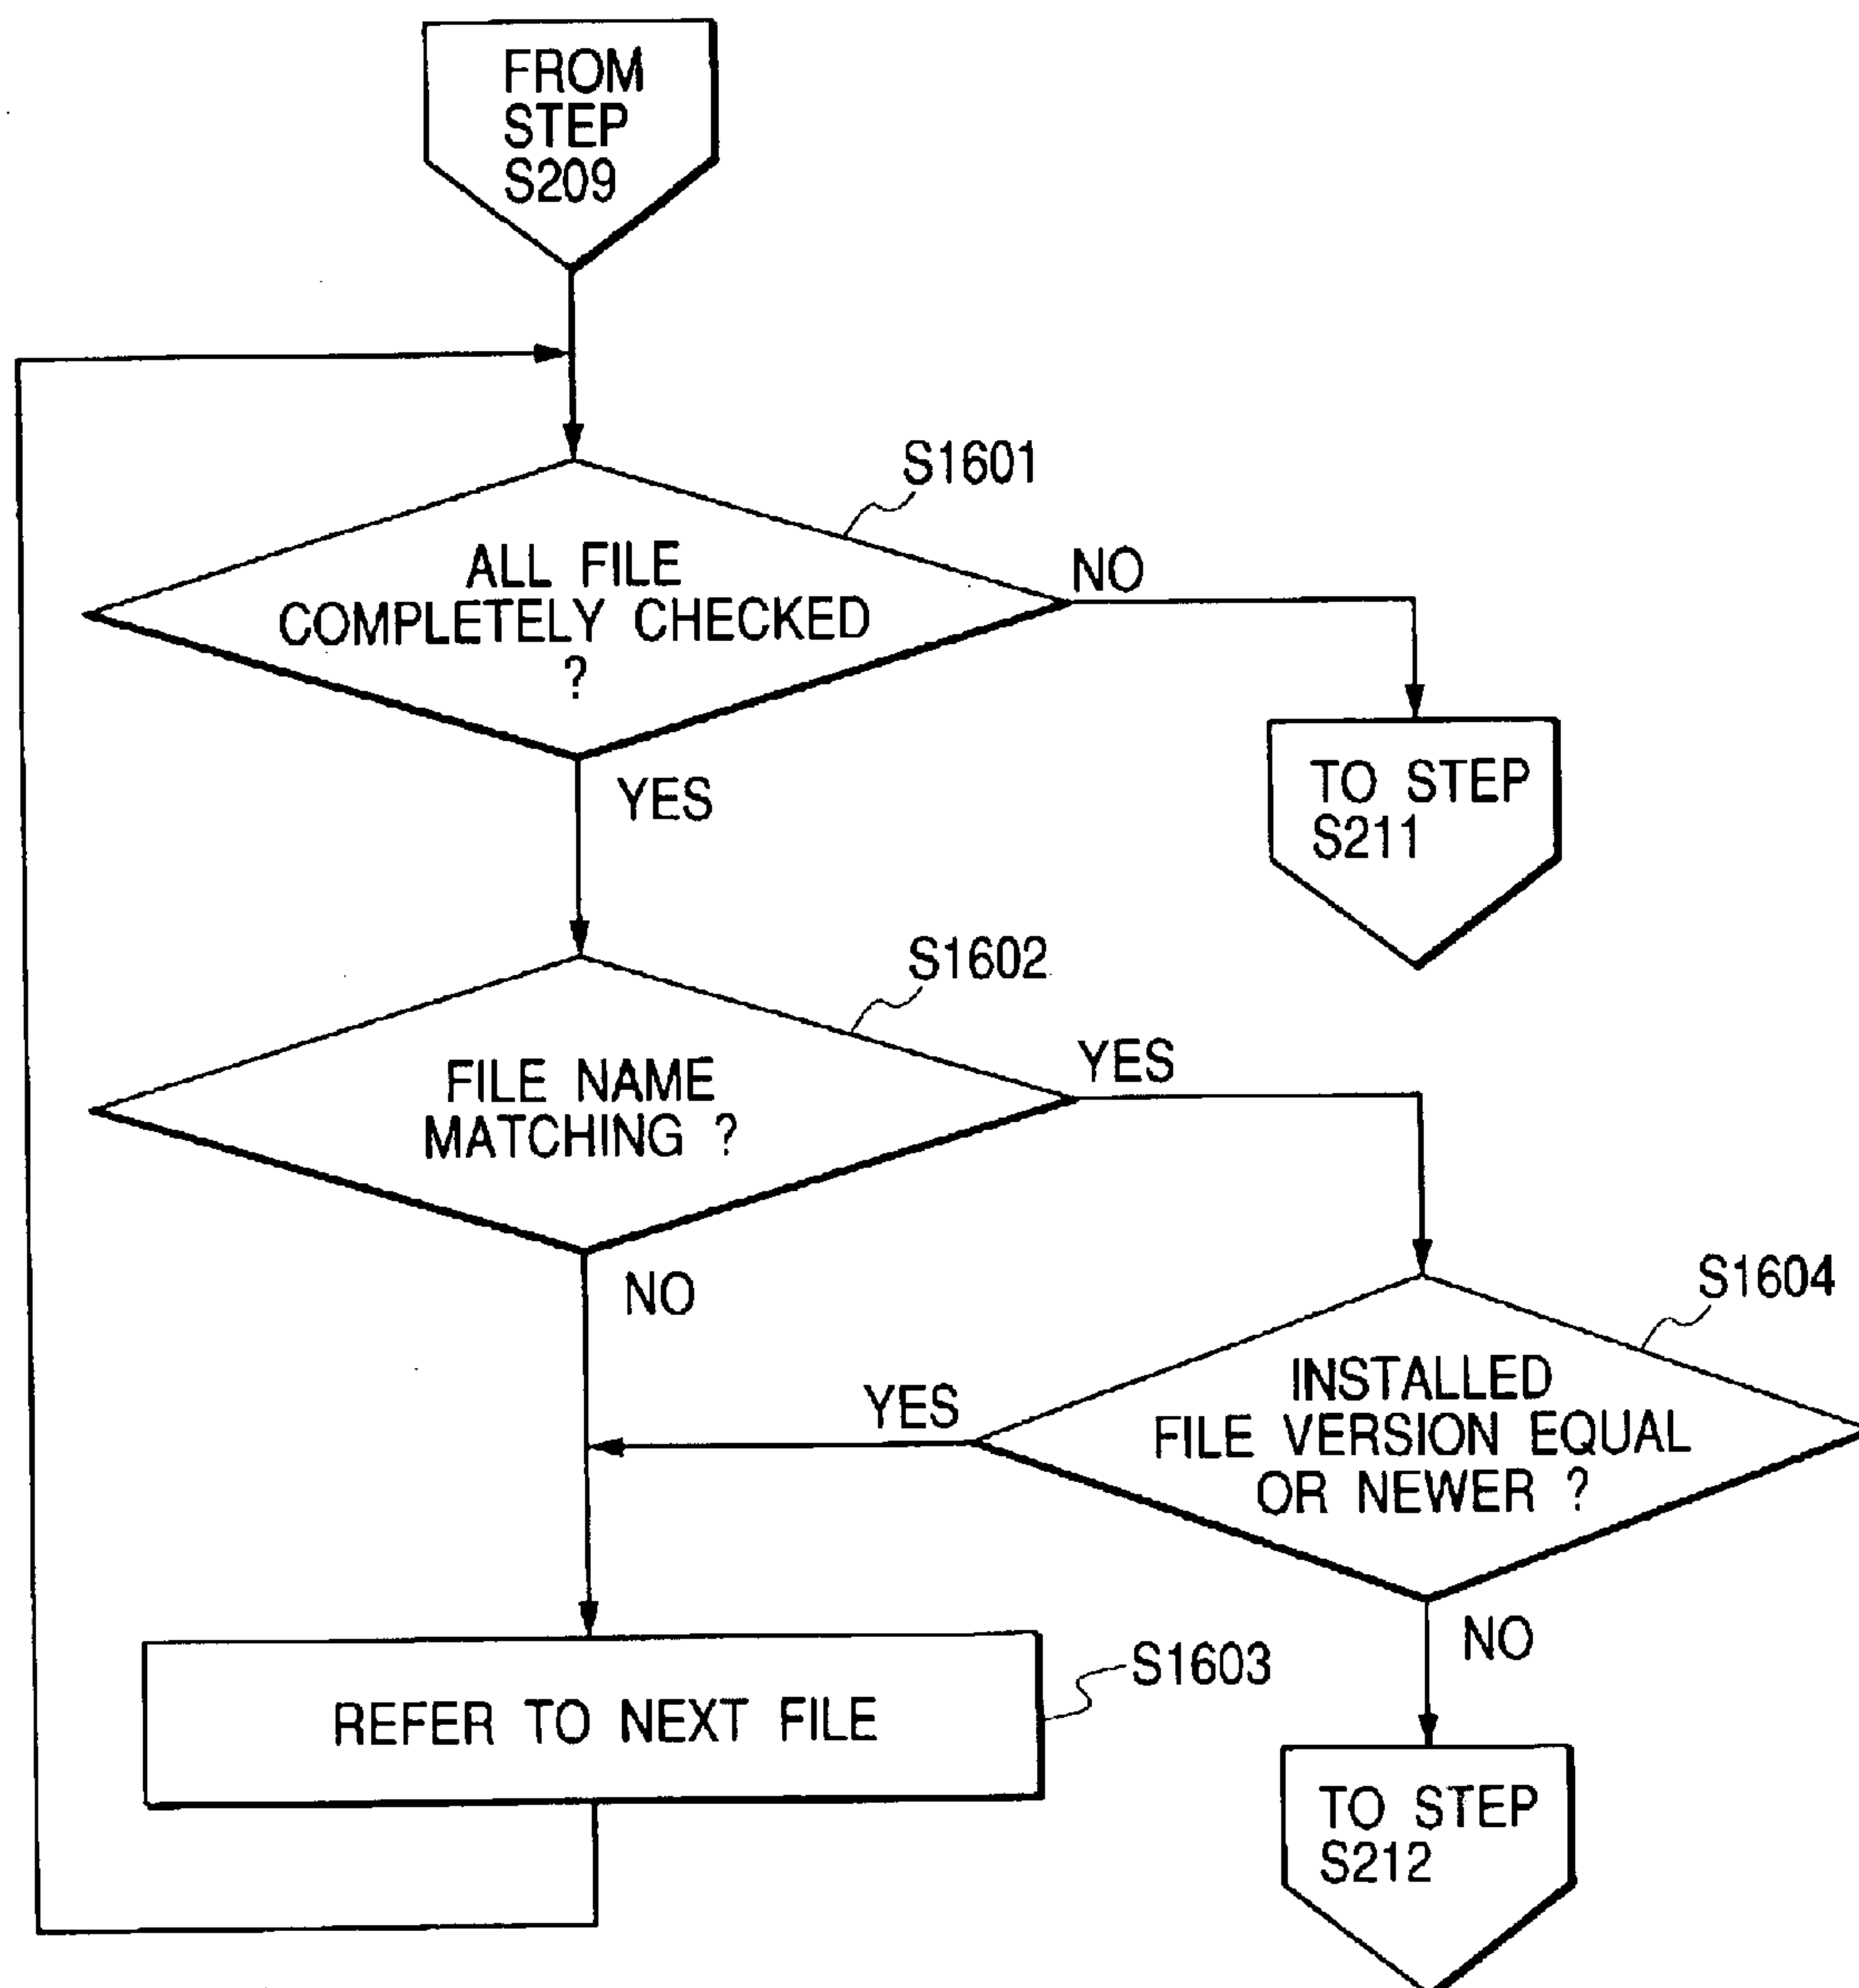 FROM
STEP
S209
S1601
ALL FILE
COMPLETELY CHECKED
?
NO
YES
TO STEP
S211
S1602
FILE NAME
MATCHING ?
YES
NO
S1604
INSTALLED
FILE VERSION EQUAL
OR NEWER ?
YES
NO
S1603
REFER TO NEXT FILE
TO STEP
S212